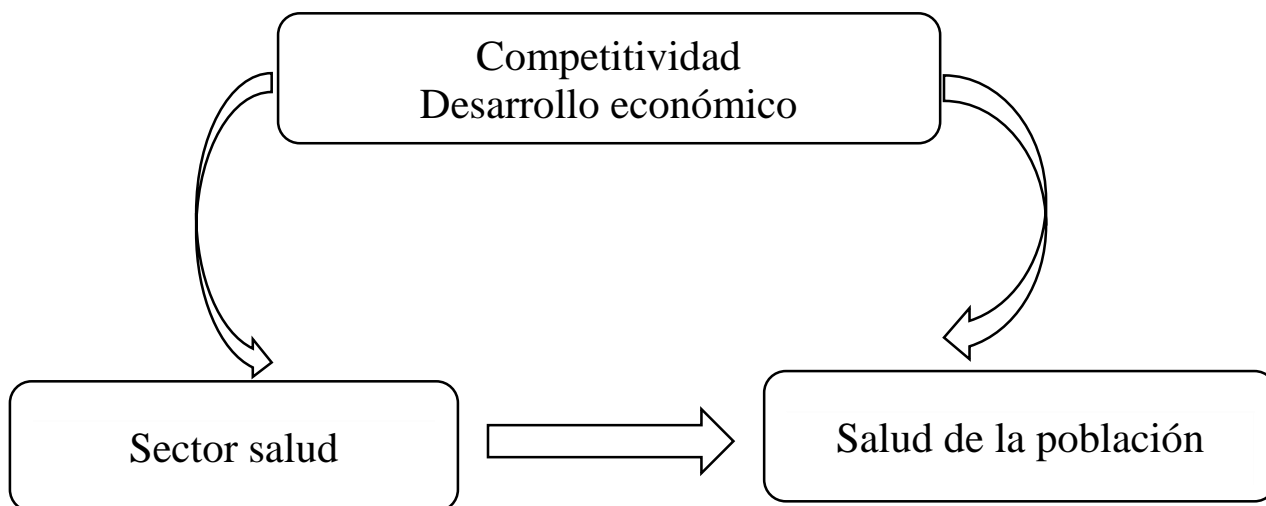 Competitividad
Desarrollo económico
Sector salud
Salud de la población